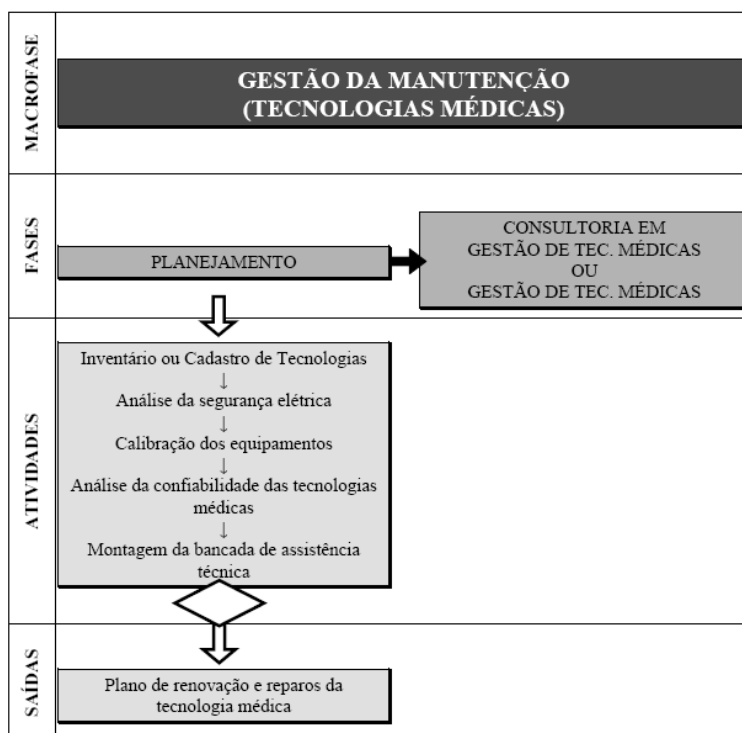 MACROFASE
GESTÃO DA MANUTENÇÃO
(TECNOLOGIAS MÉDICAS)
FASES
PLANEJAMENTO
CONSULTORIA EM
GESTÃO DE TEC. MÉDICAS
OU
GESTÃO DE TEC. MÉDICAS
ATIVIDADES
Inventário ou Cadastro de Tecnologias
↓
Análise da segurança elétrica
↓
Calibração dos equipamentos
↓
Análise da confiabilidade das tecnologias
médicas
↓
Montagem da bancada de assistência
técnica
SAÍDAS
Plano de renovação e reparos da
tecnologia médica